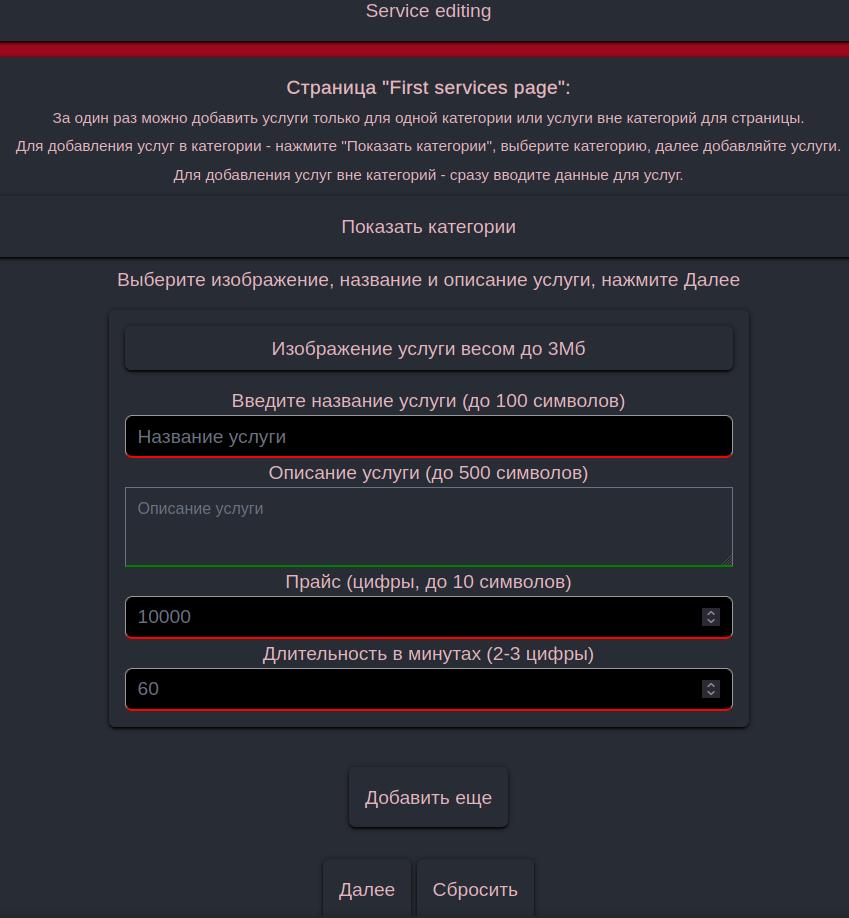 Service editing
Страница "First services page":
За один раз можно добавить услуги только для одной категории или услуги вне категорий для страницы.
Для добавления услуг в категории - нажмите "Показать категории", выберите категорию, далее добавляйте услуги.
Для добавления услуг вне категорий - сразу вводите данные для услуг.
Показать категории
Выберите изображение, название и описание услуги, нажмите Далее
Изображение услуги весом до 3Мб
Введите название услуги (до 100 символов)
Название услуги
Описание услуги (до 500 символов)
Описание услуги
Прайс (цифры, до 10 символов)
10000
Длительность в минутах (2-3 цифры)
60
Добавить еще
Далее Сбросить